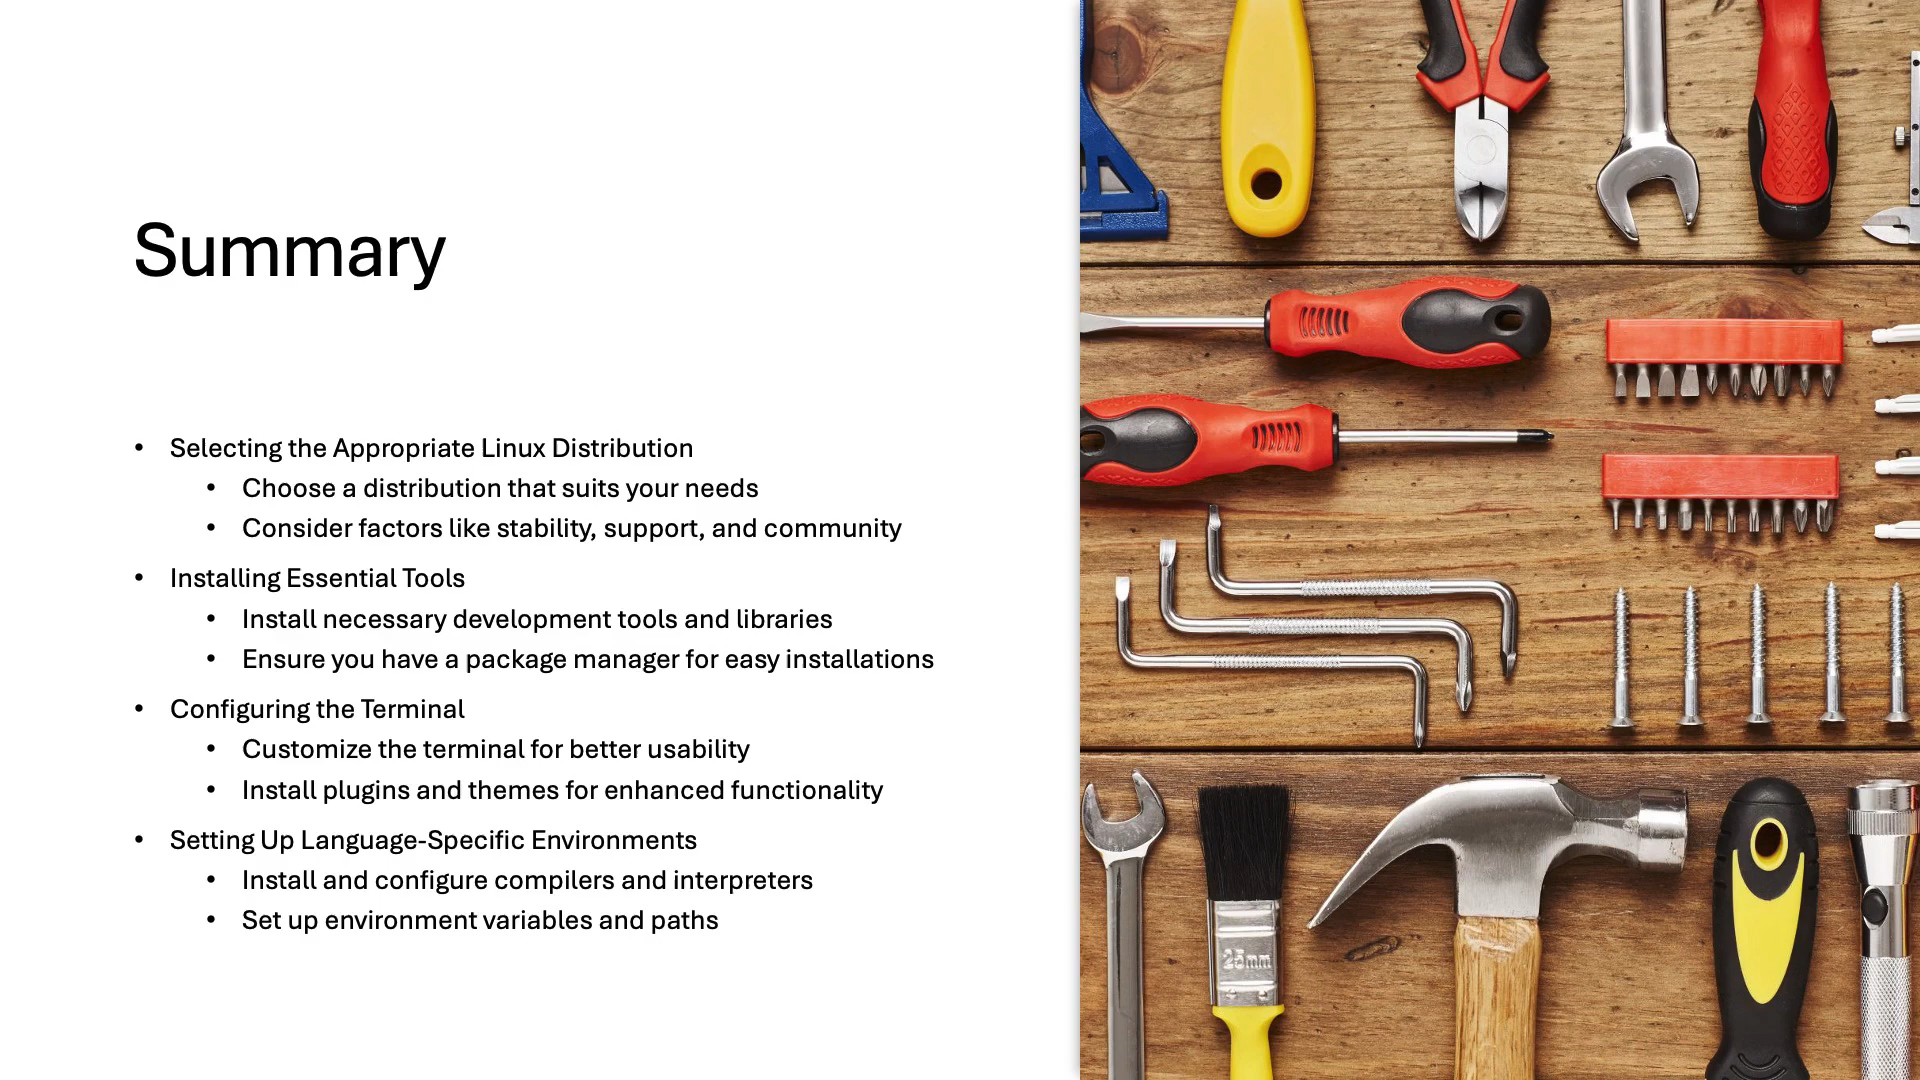 Summary
• Selecting the Appropriate Linux Distribution
• Choose a distribution that suits your needs
• Consider factors like stability, support, and community
• Installing Essential Tools
• Install necessary development tools and libraries
• Ensure you have a package manager for easy installations
• Configuring the Terminal
• Customize the terminal for better usability
• Install plugins and themes for enhanced functionality
• Setting Up Language-Specific Environments
• Install and configure compilers and interpreters
• Set up environment variables and paths
25mm